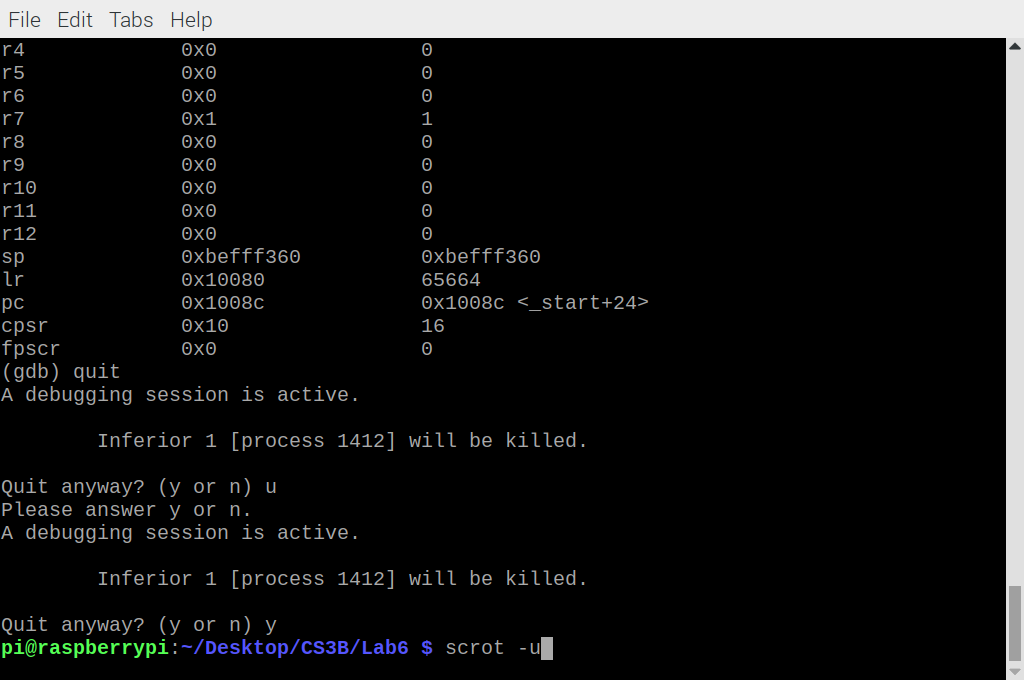 File Edit Tabs Help
r4 0x0 0
r5 0x0 0
r6 0x0 0
r7 0x1 1
r8 0x0 0
r9 0x0 0
r10 0x0 0
r11 0x0 0
r12 0x0 0
sp 0xbefff360 0xbefff360
lr 0x10080 65664
pc 0x1008c 0x1008c <_start+24>
cpsr 0x10 16
fpscr 0x0 0
(gdb) quit
A debugging session is active.
Inferior 1 [process 1412] will be killed.
Quit anyway? (y or n) u
Please answer y or n.
A debugging session is active.
Inferior 1 [process 1412] will be killed.
Quit anyway? (y or n) y
pi@raspberrypi:~/Desktop/CS3B/Lab6 $ scrot -u